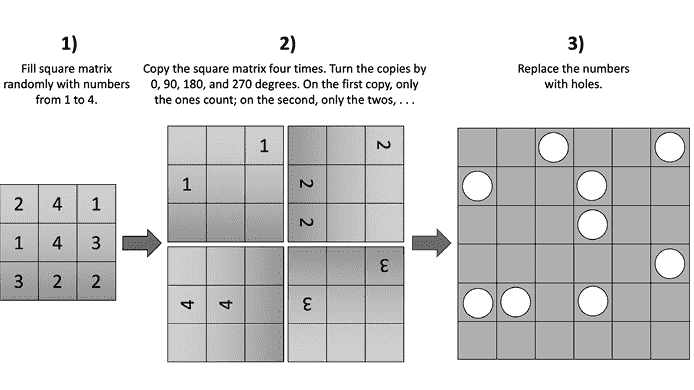 1)
Fill square matrix
randomly with numbers
from 1 to 4.
2 4 1
1 4 3
3 2 2
2)
Copy the square matrix four times. Turn the copies by
0, 90, 180, and 270 degrees. On the first copy, only
the ones count; on the second, only the twos, . . .
1 2
1 2
2
3
4 4 3
3)
Replace the numbers
with holes.